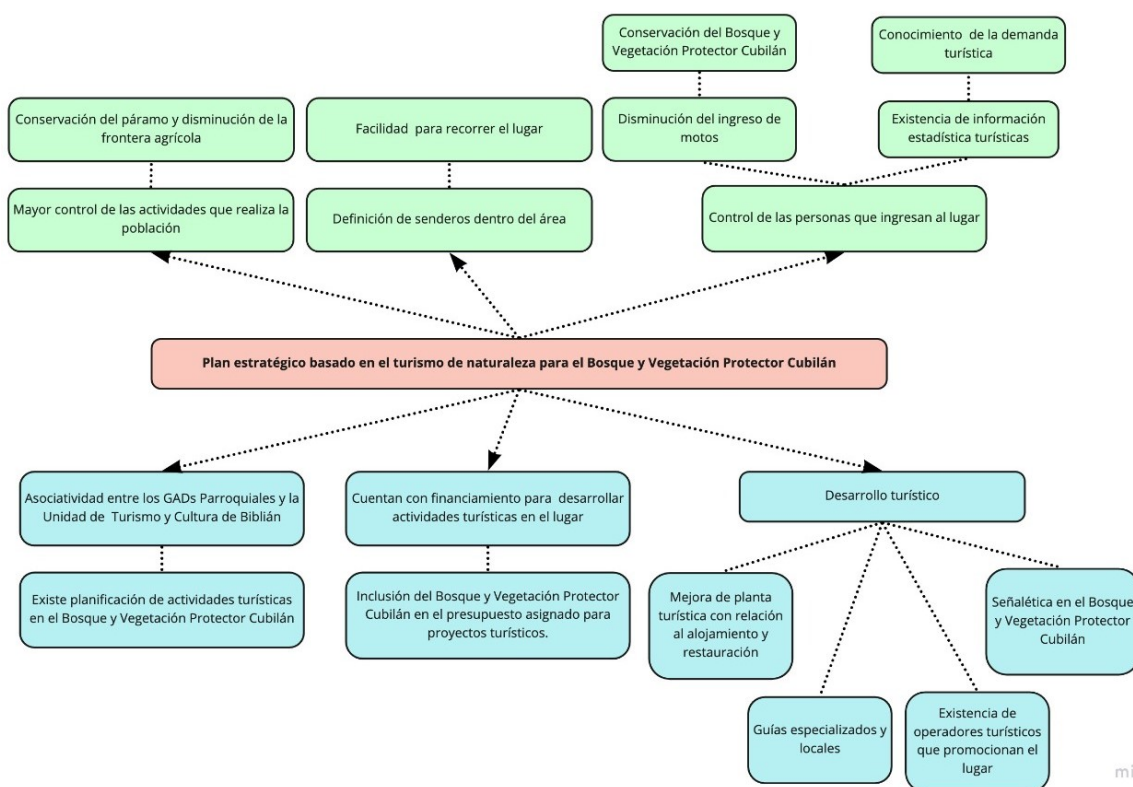 Conservación del Bosque y
Vegetación Protector Cubilán
Conocimiento de la demanda
turística
Conservación del páramo y disminución de la
frontera agrícola
Facilidad para recorrer el lugar
Disminución del ingreso de
motos
Existencia de información
estadística turísticas
Mayor control de las actividades que realiza la
población
Definición de senderos dentro del área
Control de las personas que ingresan al lugar
Plan estratégico basado en el turismo de naturaleza para el Bosque y Vegetación Protector Cubilán
Asociatividad entre los GADs Parroquiales y la
Unidad de Turismo y Cultura de Biblián
Cuentan con financiamiento para desarrollar
actividades turísticas en el lugar
Desarrollo turístico
Existe planificación de actividades turísticas
en el Bosque y Vegetación Protector Cubilán
Inclusión del Bosque y Vegetación Protector
Cubilán en el presupuesto asignado para
proyectos turísticos.
Mejora de planta
turística con relación
al alojamiento y
restauración
Señalética en el Bosque
y Vegetación Protector
Cubilán
Guías especializados y
locales
Existencia de
operadores turísticos
que promocionan el
lugar
mi